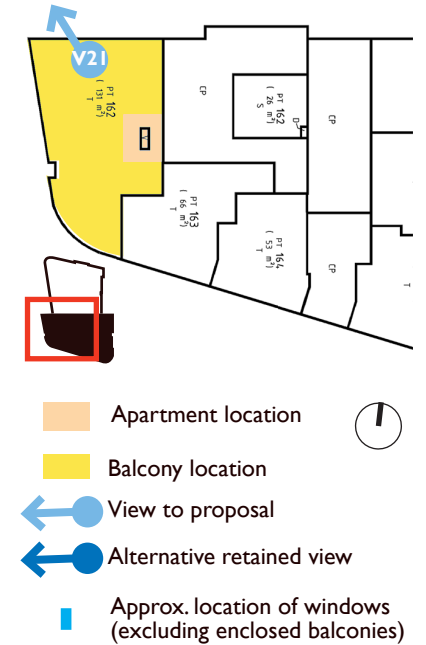 V21
PT 162
( 131 m²)
T
V
CP
PT 162
( 26 m²)
S
D
CP
PT 163
( 66 m²)
T
PT 164
( 53 m²)
T
CP
T
Apartment location
Balcony location
View to proposal
Alternative retained view
Approx. location of windows
(excluding enclosed balconies)